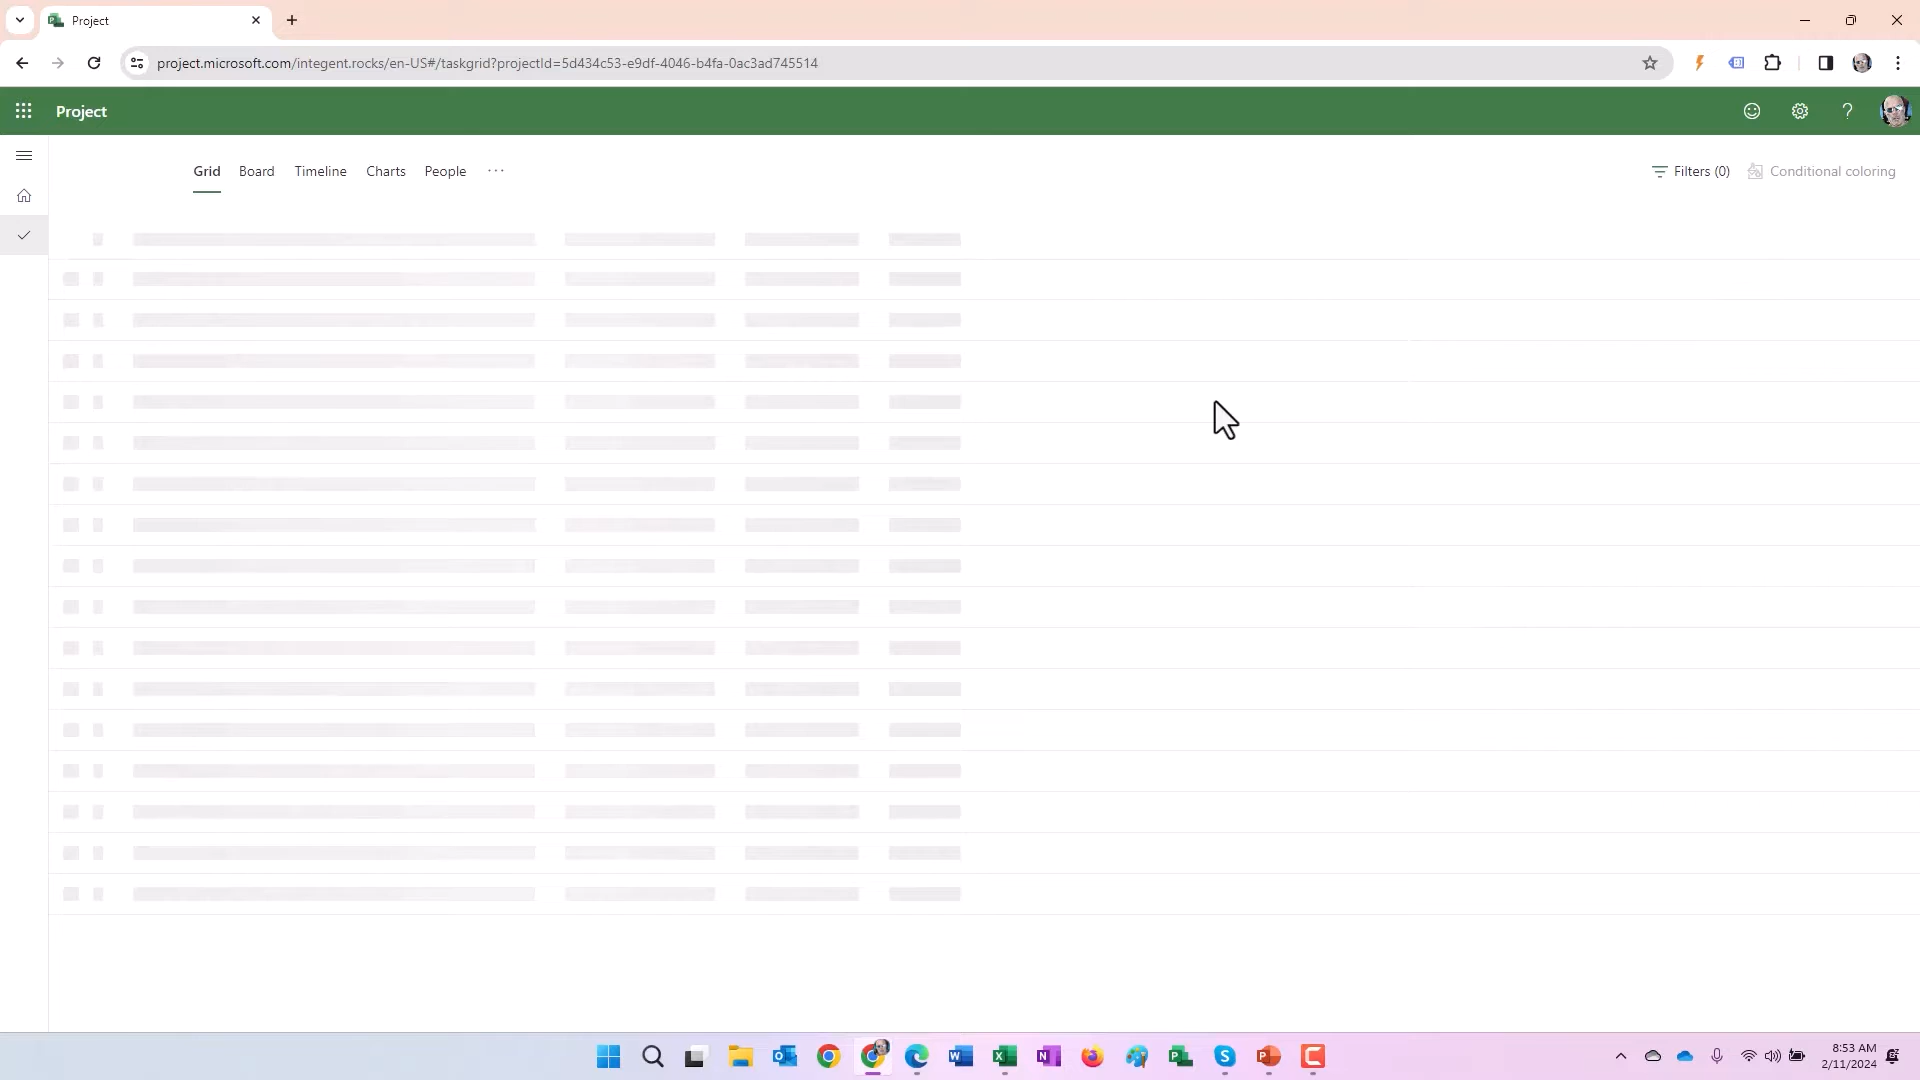 Project
project.microsoft.com/integent.rocks/en-US#/taskgrid?projectId=5d434c53-e9df-4046-b4fa-0ac3ad745514
Project
Grid Board Timeline Charts People ···
Filters (0) Conditional coloring
8:53 AM
2/11/2024